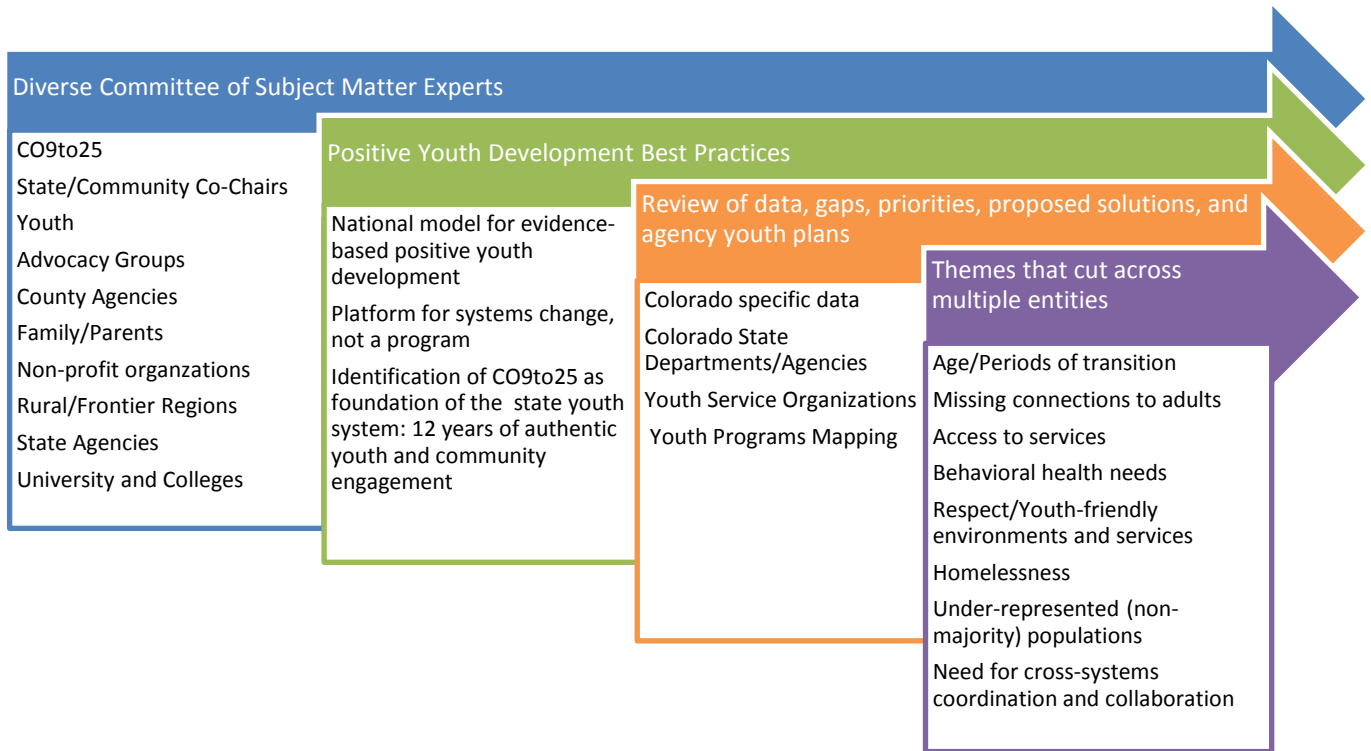 Diverse Committee of Subject Matter Experts
CO9to25
State/Community Co-Chairs
Youth
Advocacy Groups
County Agencies
Family/Parents
Non-profit organzations
Rural/Frontier Regions
State Agencies
University and Colleges
Positive Youth Development Best Practices
National model for evidence-
based positive youth
development
Platform for systems change,
not a program
Identification of CO9to25 as
foundation of the state youth
system: 12 years of authentic
youth and community
engagement
Review of data, gaps, priorities, proposed solutions, and
agency youth plans
Colorado specific data
Colorado State
Departments/Agencies
Youth Service Organizations
Youth Programs Mapping
Themes that cut across
multiple entities
Age/Periods of transition
Missing connections to adults
Access to services
Behavioral health needs
Respect/Youth-friendly
environments and services
Homelessness
Under-represented (non-
majority) populations
Need for cross-systems
coordination and collaboration